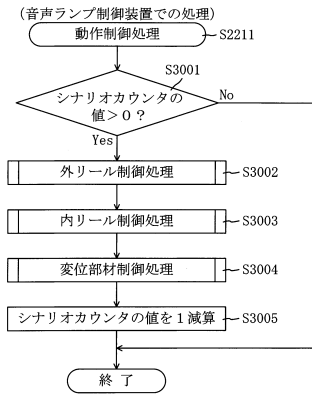 （音声ランプ制御装置での処理）
動作制御処理
S2211
S3001
シナリオカウンタの
値＞０？
No
Yes
外リール制御処理
S3002
内リール制御処理
S3003
変位部材制御処理
S3004
シナリオカウンタの値を１減算
S3005
終 了